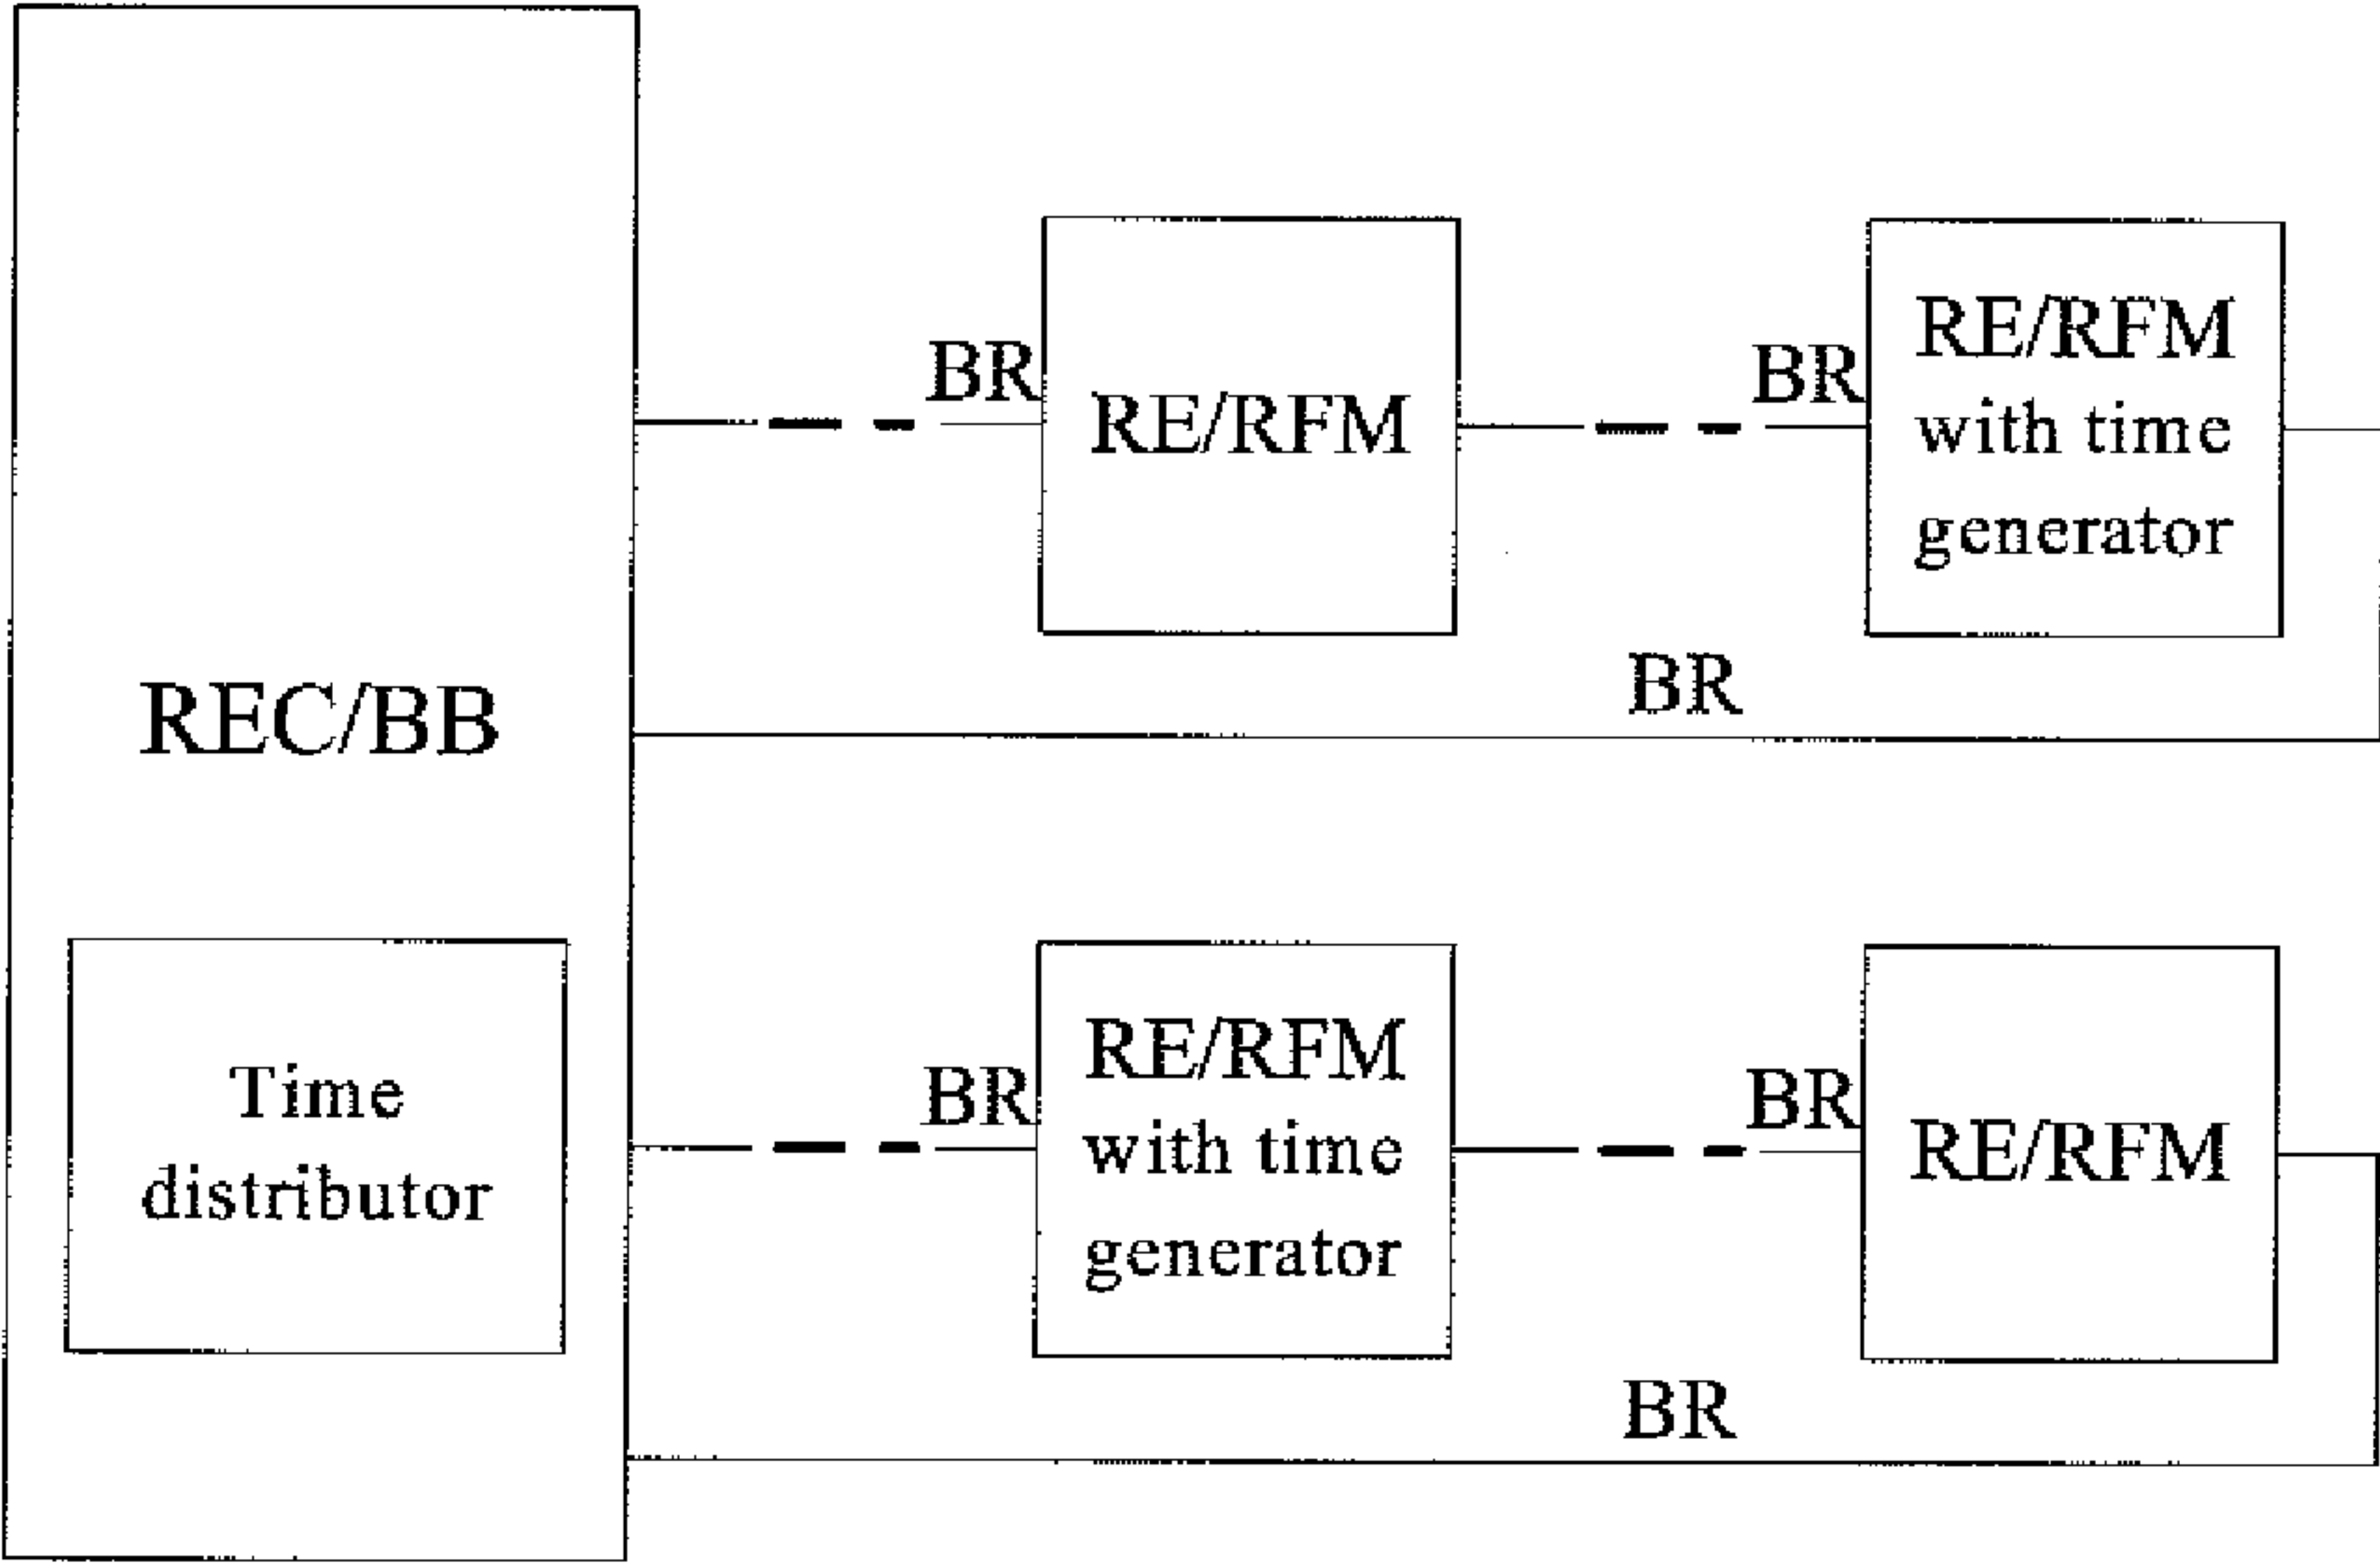 REC/BB
Time
distributor
BR
RE/RFM
BR
RE/RFM
with time
generator
BR
BR
RE/RFM
with time
generator
BR
RE/RFM
BR